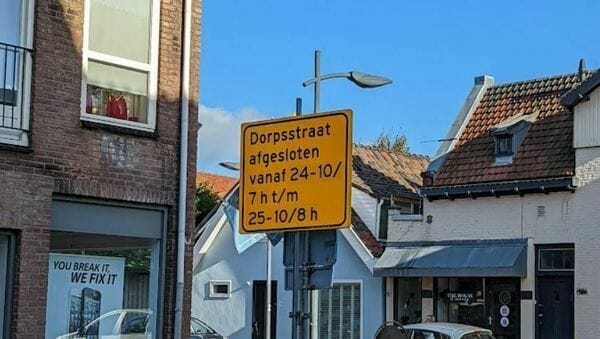 Dorpsstraat
afgesloten
vanaf 24-10/
7 h t/m
25-10/8 h
YOU BREAK IT
WE FIX IT